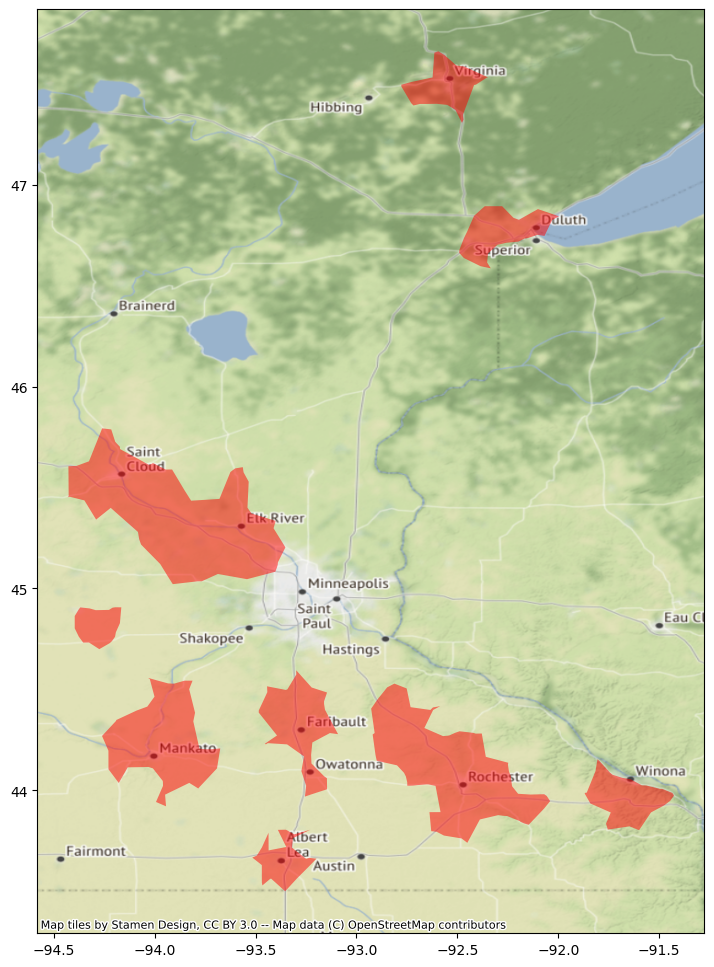 Virginia
Hibbing
47
Duluth
Superior
Brainerd
46
Saint
Cloud
Elk River
45
Minneapolis
Saint
Paul
Eau Cl
Shakopee
Hastings
Faribault
Mankato
Owatonna
Winona
Rochester
44
Albert
Lea
Fairmont
Austin
Map tiles by Stamen Design, CC BY 3.0 -- Map data (C) OpenStreetMap contributors
−94.5 −94.0 −93.5 −93.0 −92.5 −92.0 −91.5